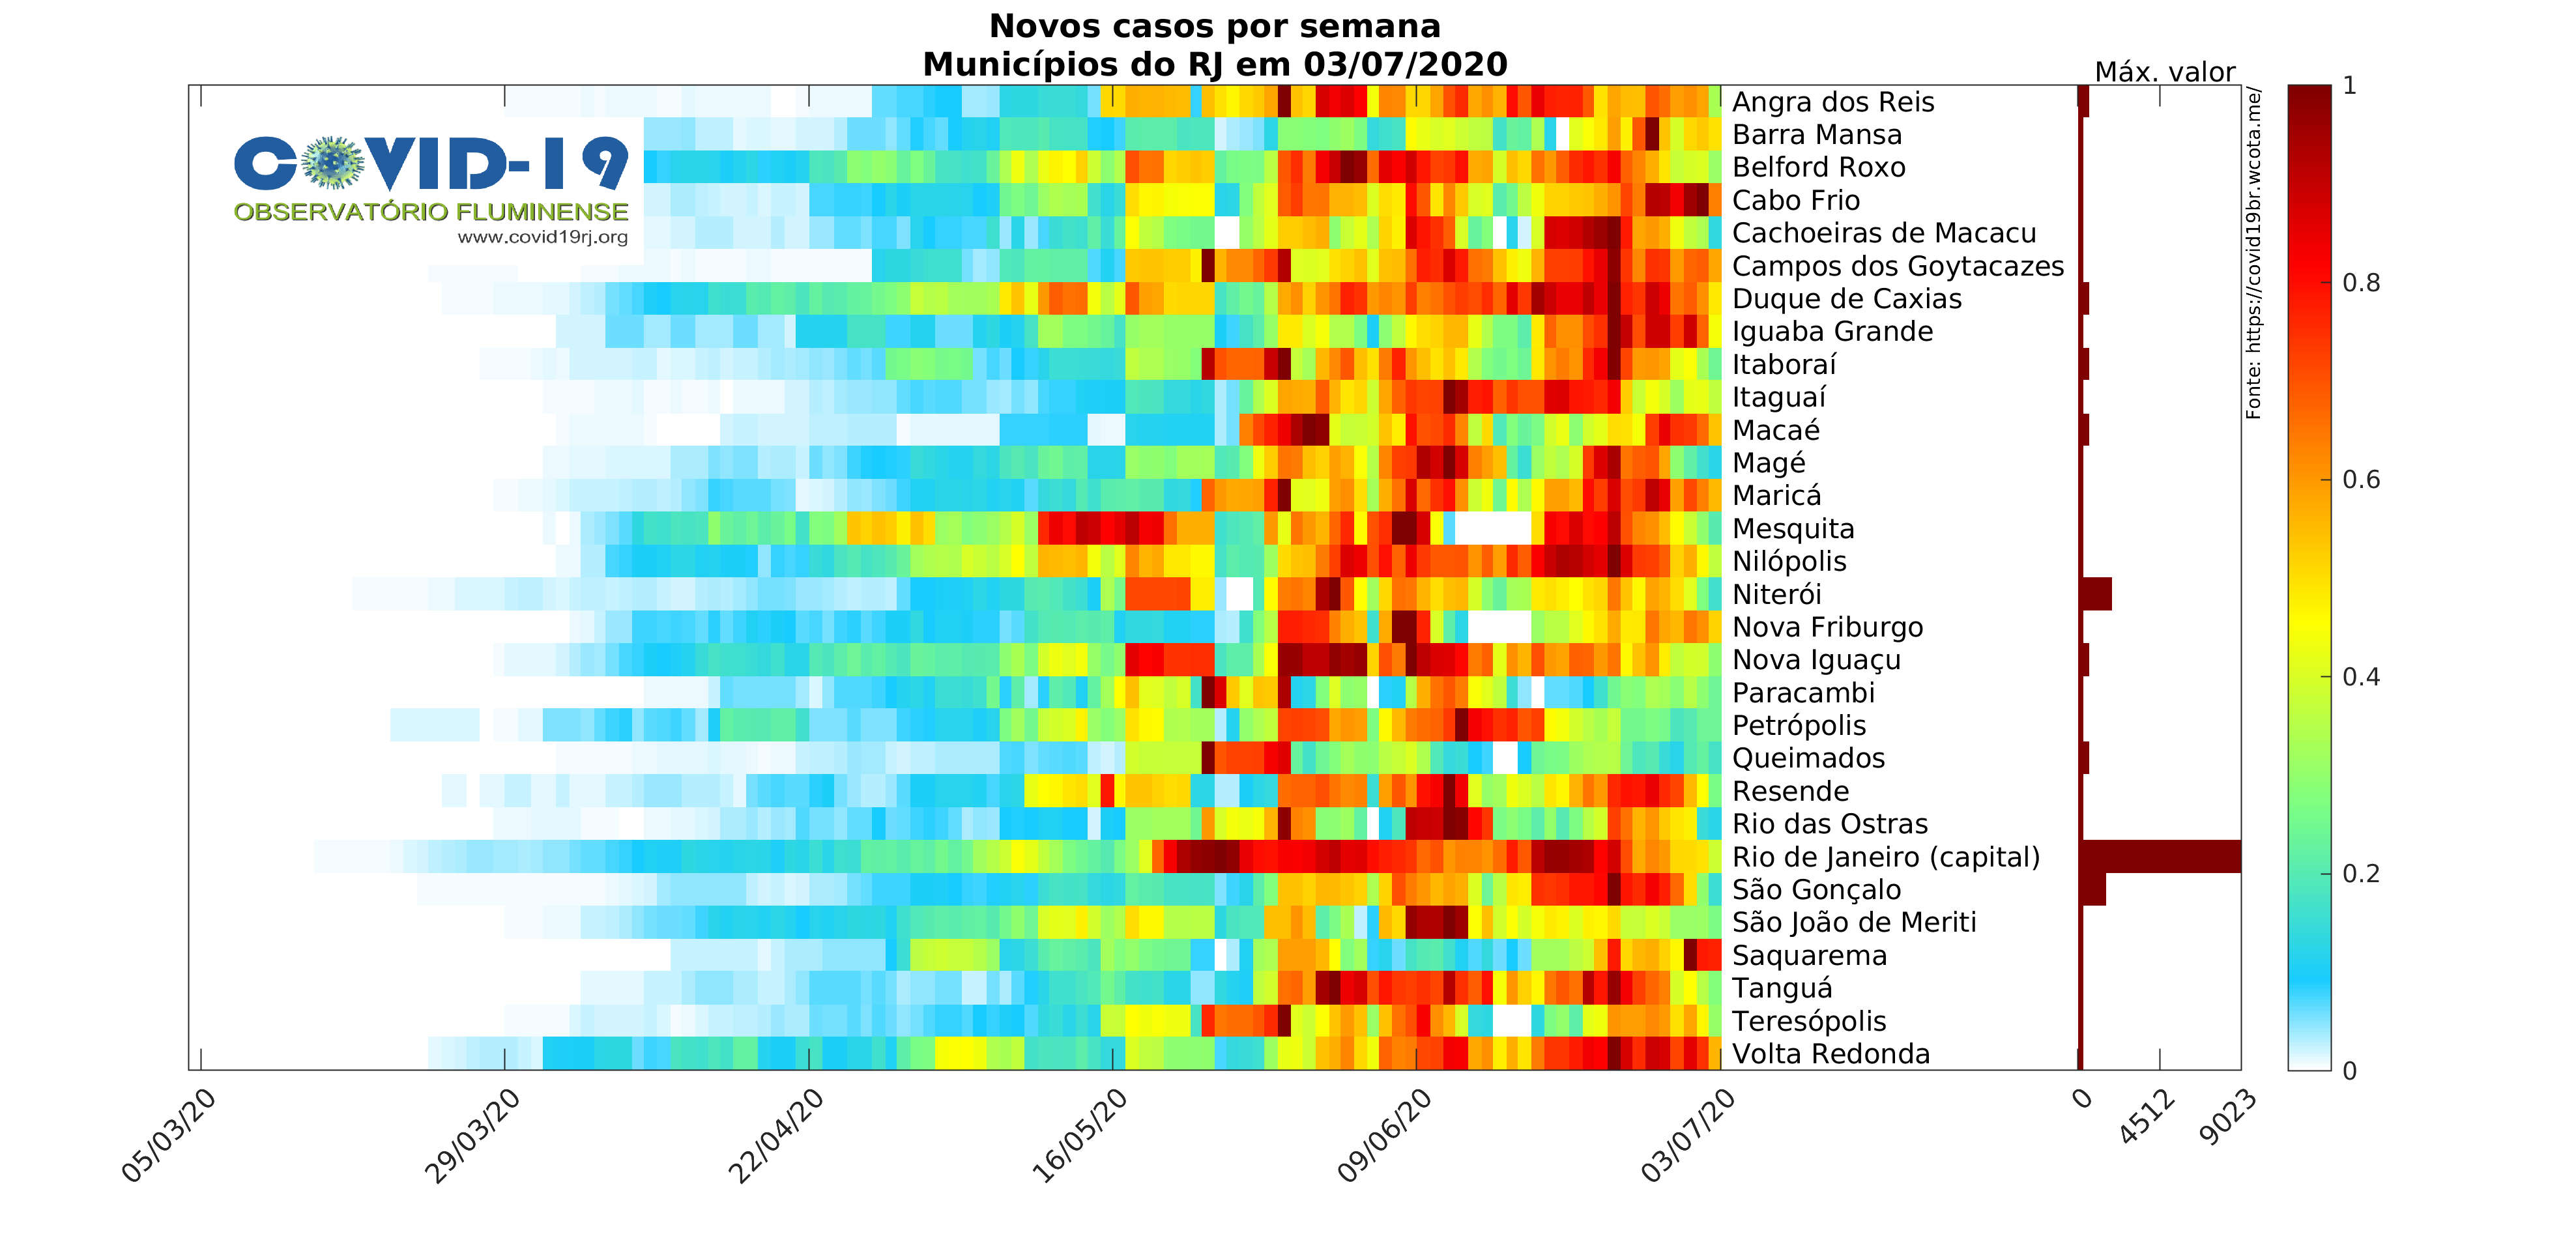 Novos casos por semana
Municípios do RJ em 03/07/2020
Máx. valor
COVID-19
OBSERVATÓRIO FLUMINENSE
www.covid19rj.org
Angra dos Reis
Barra Mansa
Belford Roxo
Cabo Frio
Cachoeiras de Macacu
Campos dos Goytacazes
Duque de Caxias
Iguaba Grande
Itaboraí
Itaguaí
Macaé
Magé
Maricá
Mesquita
Nilópolis
Niterói
Nova Friburgo
Nova Iguaçu
Paracambi
Petrópolis
Queimados
Resende
Rio das Ostras
Rio de Janeiro (capital)
São Gonçalo
São João de Meriti
Saquarema
Tanguá
Teresópolis
Volta Redonda
Fonte: https://covid19br.wcota.me/
1
0.8
0.6
0.4
0.2
0
05/03/20
29/03/20
22/04/20
16/05/20
09/06/20
03/07/20
0
4512
9023